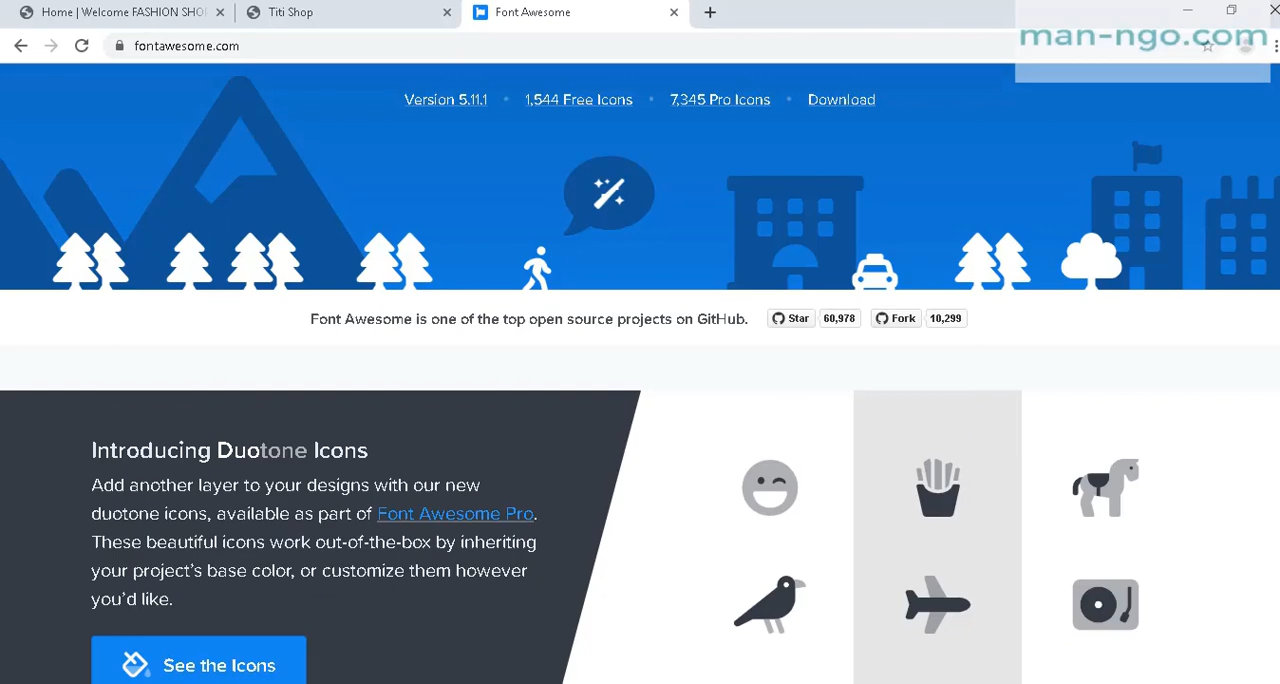 Home | Welcome FASHION SHOP
Titi Shop
Font Awesome
fontawesome.com
man-ngo.com
Version 5.11.1 • 1,544 Free Icons • 7,345 Pro Icons • Download
Font Awesome is one of the top open source projects on GitHub. Star 60,978 Fork 10,299
Introducing Duotone Icons
Add another layer to your designs with our new
duotone icons, available as part of Font Awesome Pro.
These beautiful icons work out-of-the-box by inheriting
your project's base color, or customize them however
you'd like.
See the Icons